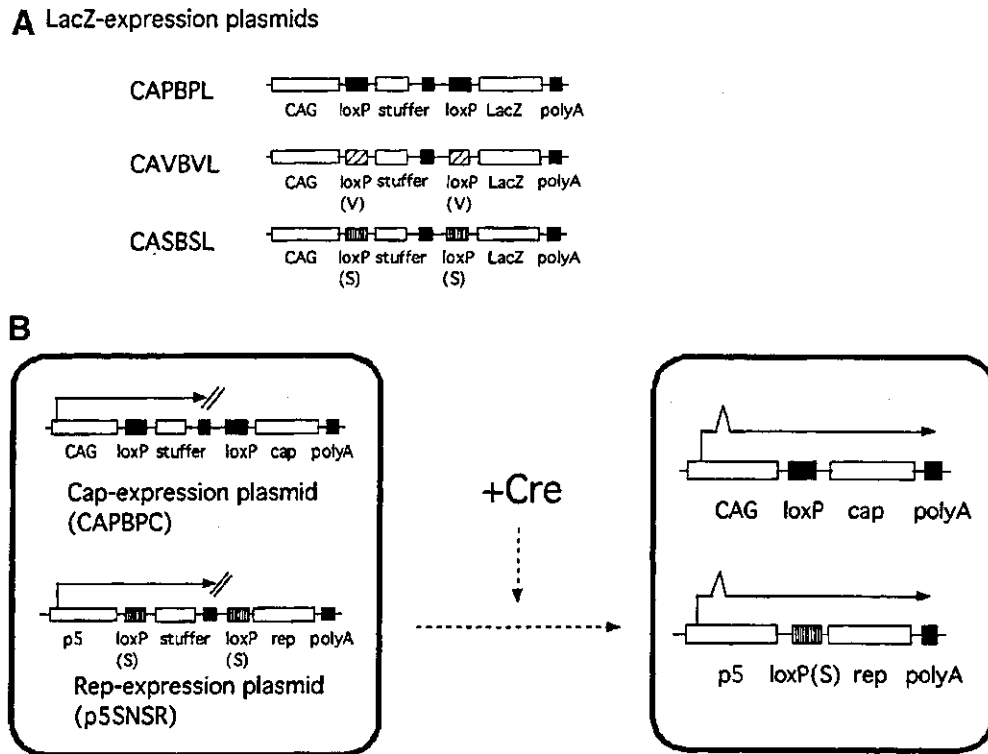 A LacZ-expression plasmids
CAPBPL
CAG loxP stuffer loxP LacZ polyA
CAVBVL
CAG loxP stuffer loxP LacZ polyA
(V) (V)
CASBSL
CAG loxP stuffer loxP LacZ polyA
(S) (S)
B
CAG loxP stuffer loxP cap polyA
Cap-expression plasmid
(CAPBPC)
p5 loxP stuffer loxP rep polyA
(S) (S)
Rep-expression plasmid
(p5SNSR)
+Cre
CAG loxP cap polyA
p5 loxP(S) rep polyA